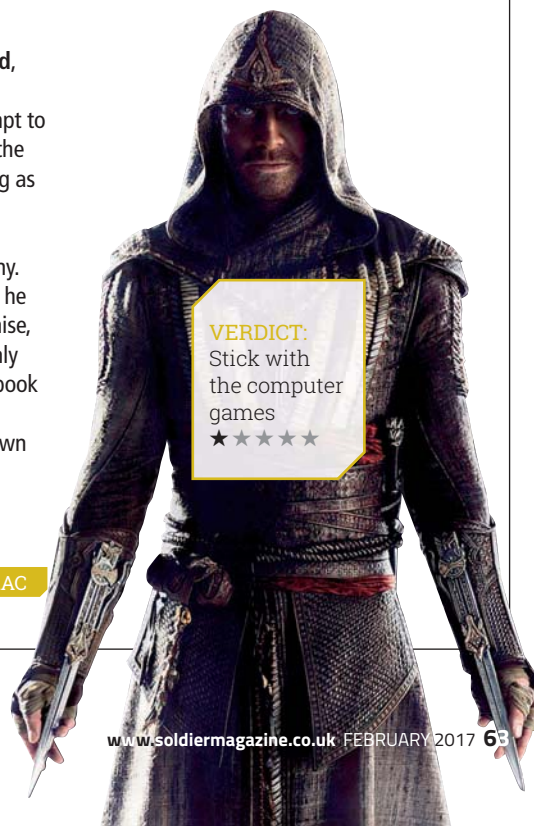 d,
pt to
the
g as
ny.
he
ise,
ly
book
wn
AC
VERDICT:
Stick with
the computer
games
www.soldiermagazine.co.uk FEBRUARY 2017 63